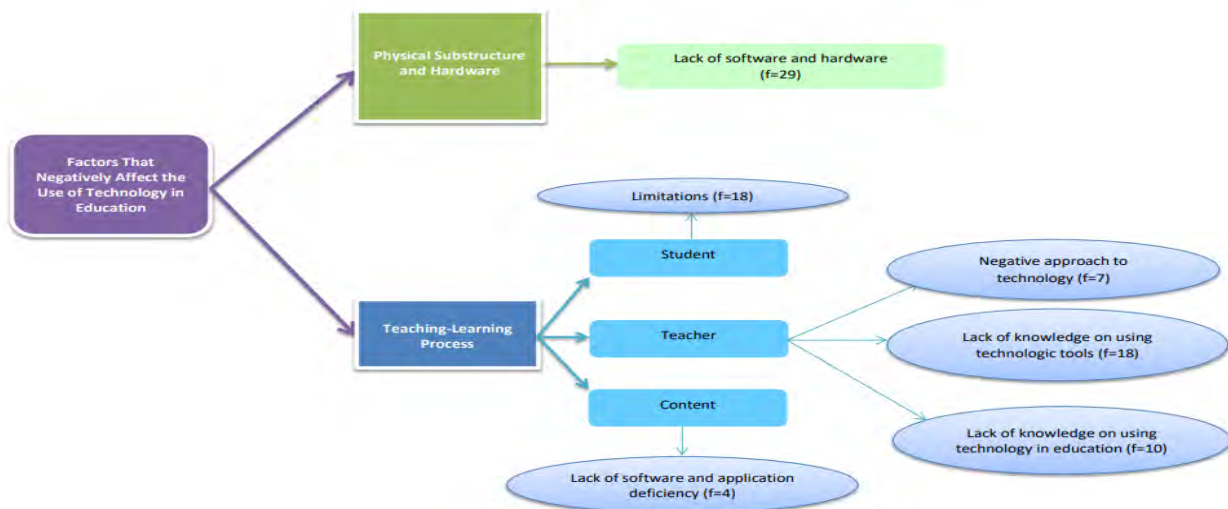 Physical Substructure
and Hardware
Lack of software and hardware
(f=29)
Factors That
Negatively Affect the
Use of Technology in
Education
Limitations (f=18)
Student
Negative approach to
technology (f=7)
Teaching-Learning
Process
Teacher
Lack of knowledge on using
technologic tools (f=18)
Content
Lack of knowledge on using
technology in education (f=10)
Lack of software and application
deficiency (f=4)